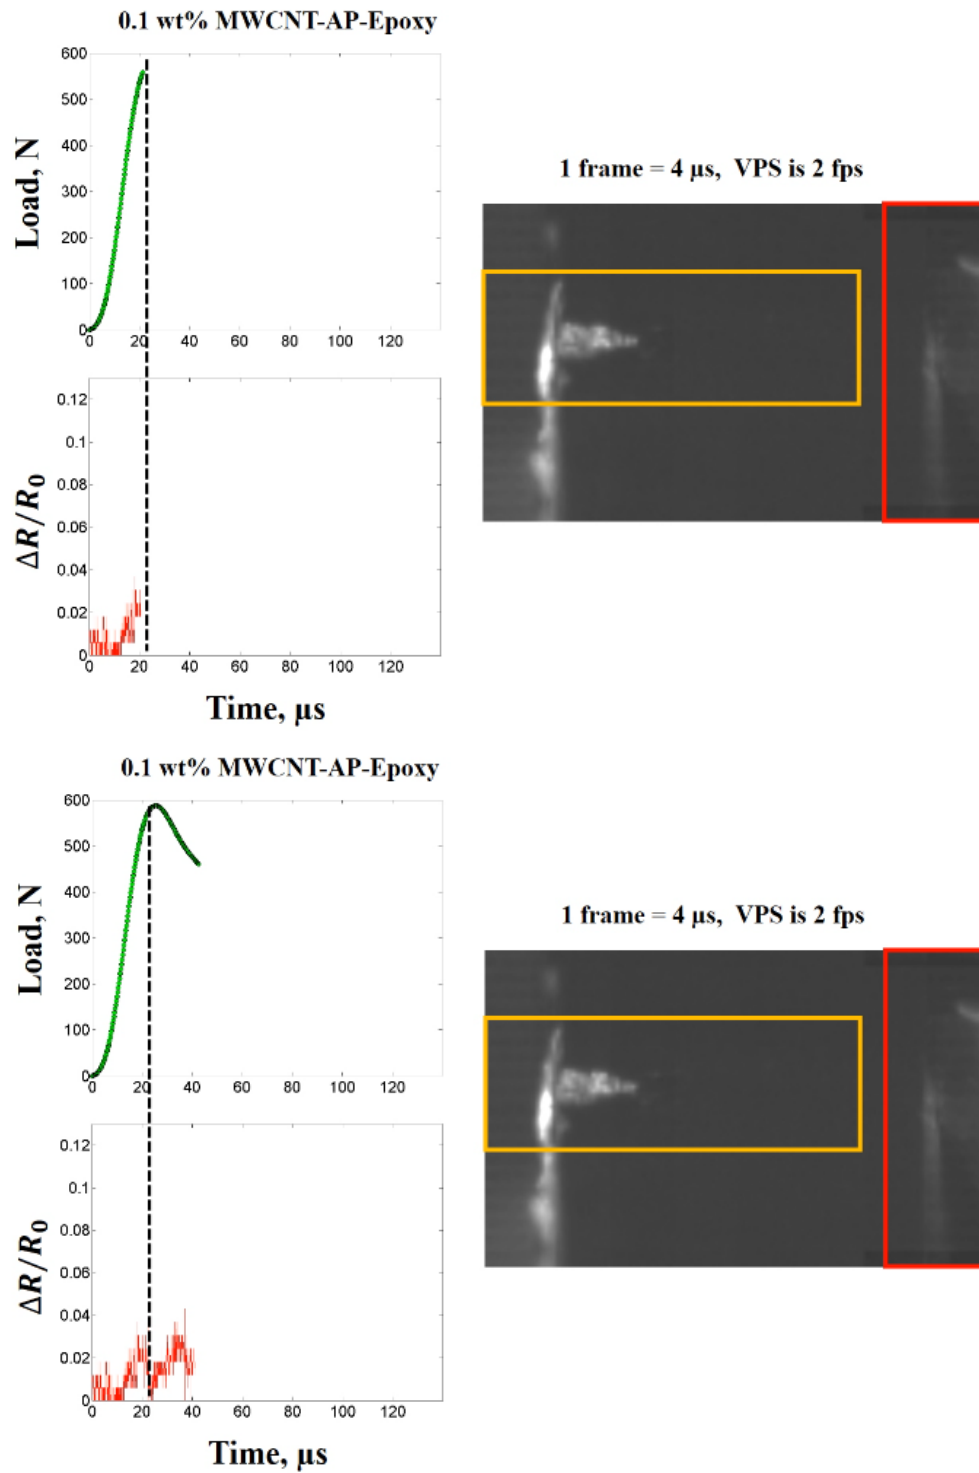 0.1 wt% MWCNT-AP-Epoxy
600
500
400
300
200
100
0
Load, N
0 20 40 60 80 100 120
0.12
0.1
0.08
0.06
0.04
0.02
0
ΔR/R0
0 20 40 60 80 100 120
Time, μs
1 frame = 4 μs, VPS is 2 fps
0.1 wt% MWCNT-AP-Epoxy
600
500
400
300
200
100
0
Load, N
0 20 40 60 80 100 120
0.12
0.1
0.08
0.06
0.04
0.02
0
ΔR/R0
0 20 40 60 80 100 120
Time, μs
1 frame = 4 μs, VPS is 2 fps